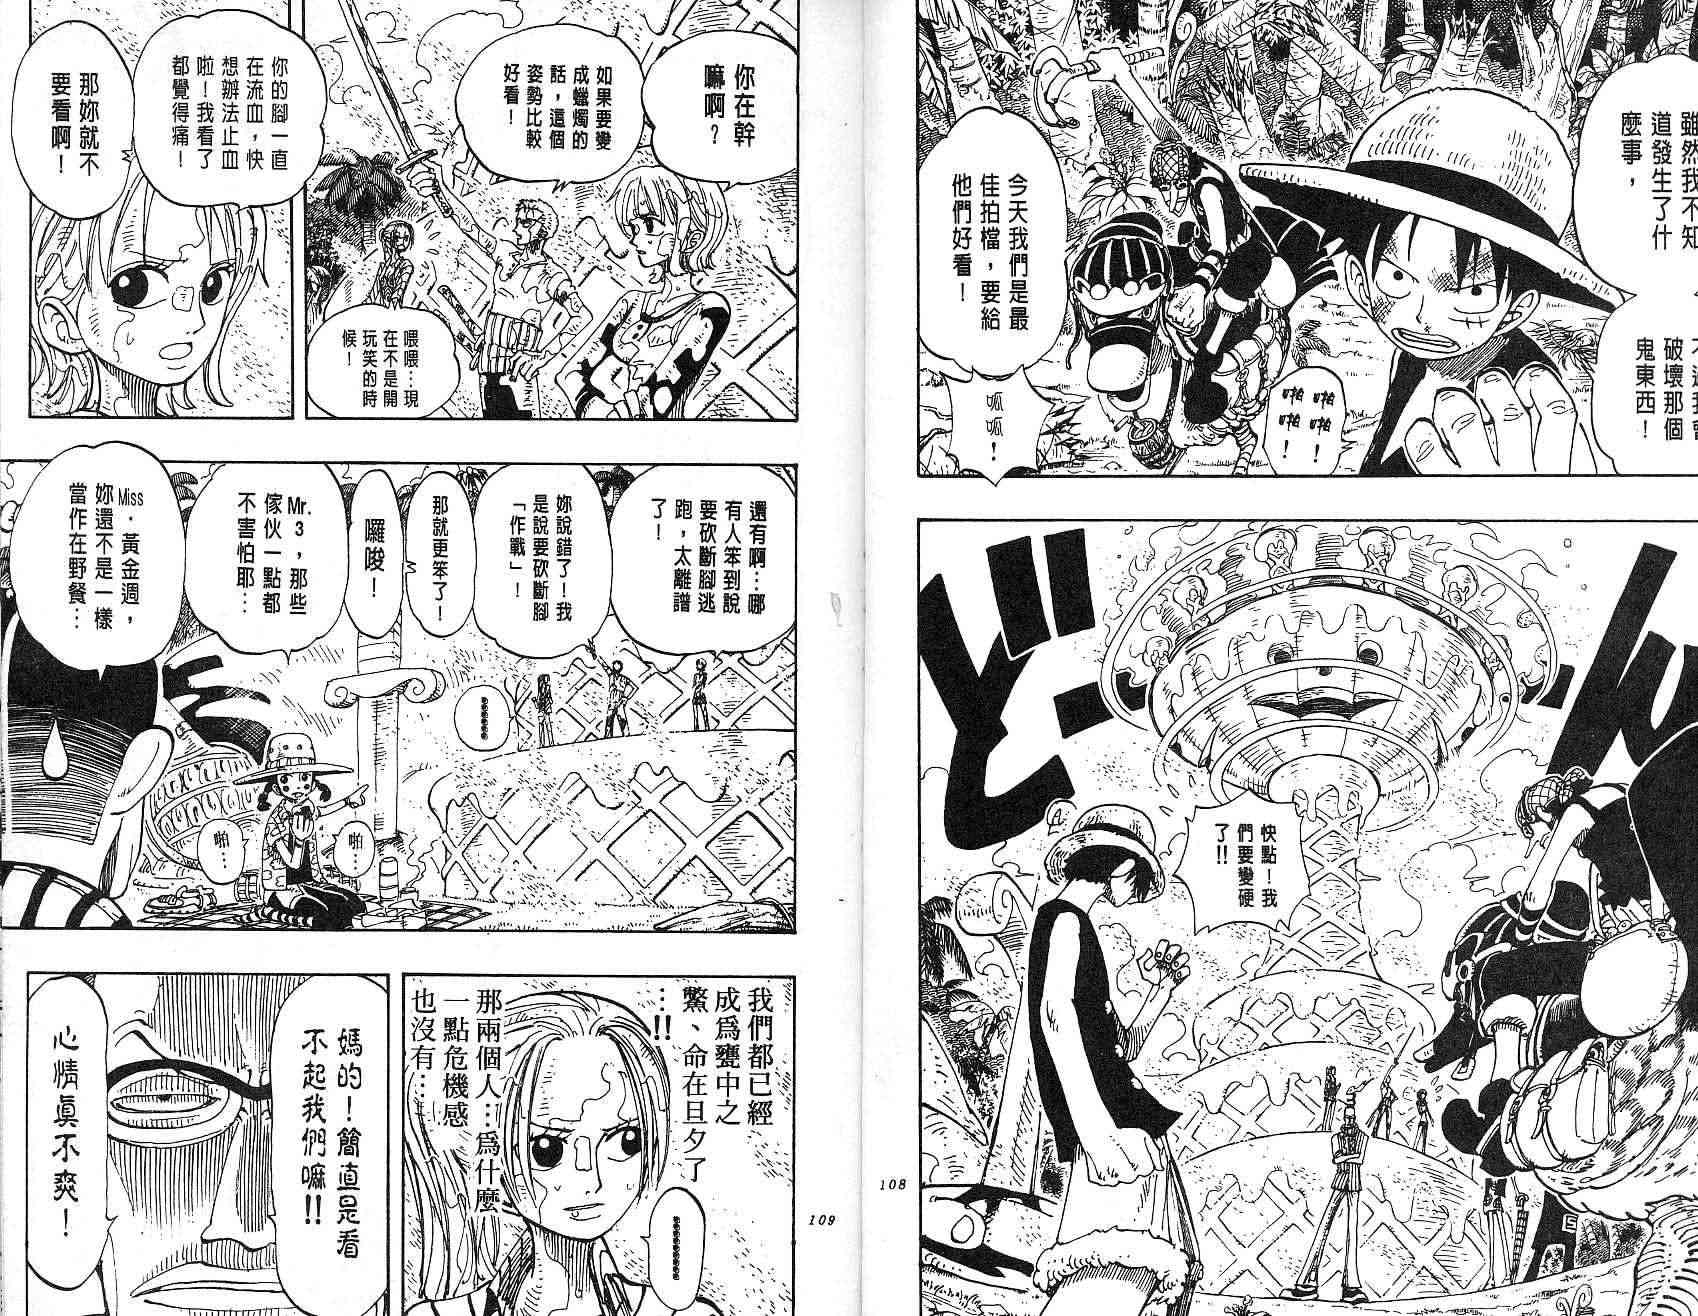 雖然我不知
道發生了什
麼事，
破壞那個
鬼東西！
今天我們是最
佳拍檔，要給
他們好看！
啪啪！
啪啪！
呱呱！
ドーん
快點！我
們要變硬
了!!
108
你在幹
嘛啊？
如果要變
成蠟燭的
話，這個
姿勢比較
好看！
喂喂…現
在不是開
玩笑的時
候！
你的腳一直
在流血，快
想辦法止血
啦！我看了
都覺得痛！
那妳就不
要看啊！
還有啊…哪
有人笨到說
要砍斷腳逃
跑，太離譜
了！
妳說錯了！我
是說要砍斷腳
「作戰」！
那就更笨了！
囉唆！
Mr.3，那些
傢伙一點都
不害怕耶…
Miss．黃金週，
妳還不是一樣
當作在野餐…
啪…
啪…
我們都已經
成為甕中之
鱉、命在旦夕了
…!!
那兩個人…為什麼
一點危機感
也沒有…
媽的！簡直是看
不起我們嘛!!
心情真不爽！
109